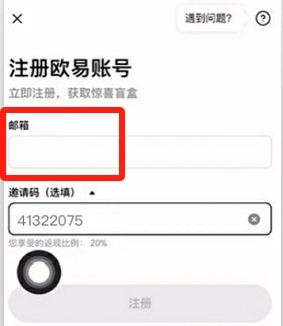 遇到问题?
注册欧易账号
立即注册，获取惊喜盲盒
邮箱
邀请码（选填）
41322075
您享受的返现比例：20%
注册